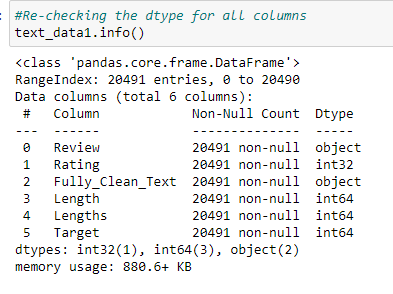 #Re-checking the dtype for all columns
text_data1.info()
<class 'pandas.core.frame.DataFrame'>
RangeIndex: 20491 entries, 0 to 20490
Data columns (total 6 columns):
 #   Column            Non-Null Count  Dtype
---  ------            --------------  -----
 0   Review            20491 non-null  object
 1   Rating            20491 non-null  int32
 2   Fully_Clean_Text  20491 non-null  object
 3   Length            20491 non-null  int64
 4   Lengths           20491 non-null  int64
 5   Target            20491 non-null  int64
dtypes: int32(1), int64(3), object(2)
memory usage: 880.6+ KB